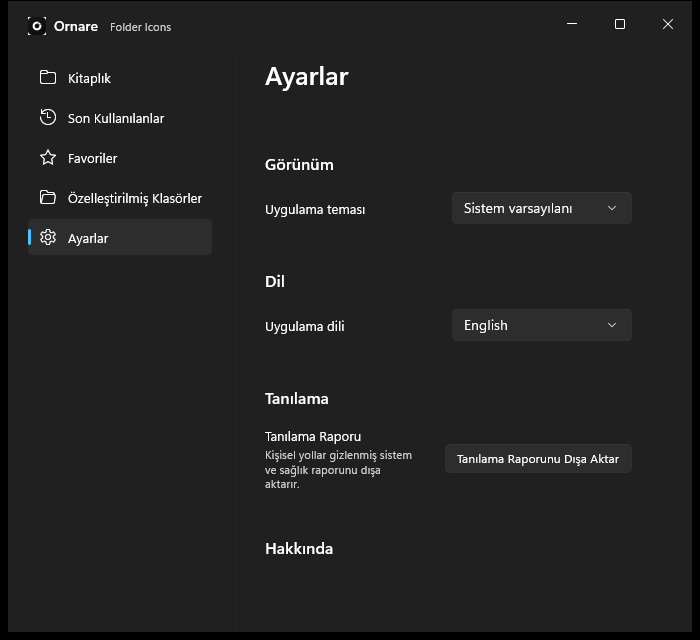 Ornare Folder Icons
Kitaplık
Son Kullanılanlar
Favoriler
Özelleştirilmiş Klasörler
Ayarlar
Ayarlar
Görünüm
Uygulama teması
Sistem varsayılanı
Dil
Uygulama dili
English
Tanılama
Tanılama Raporu
Kişisel yollar gizlenmiş sistem
ve sağlık raporunu dışa
aktarır.
Tanılama Raporunu Dışa Aktar
Hakkında